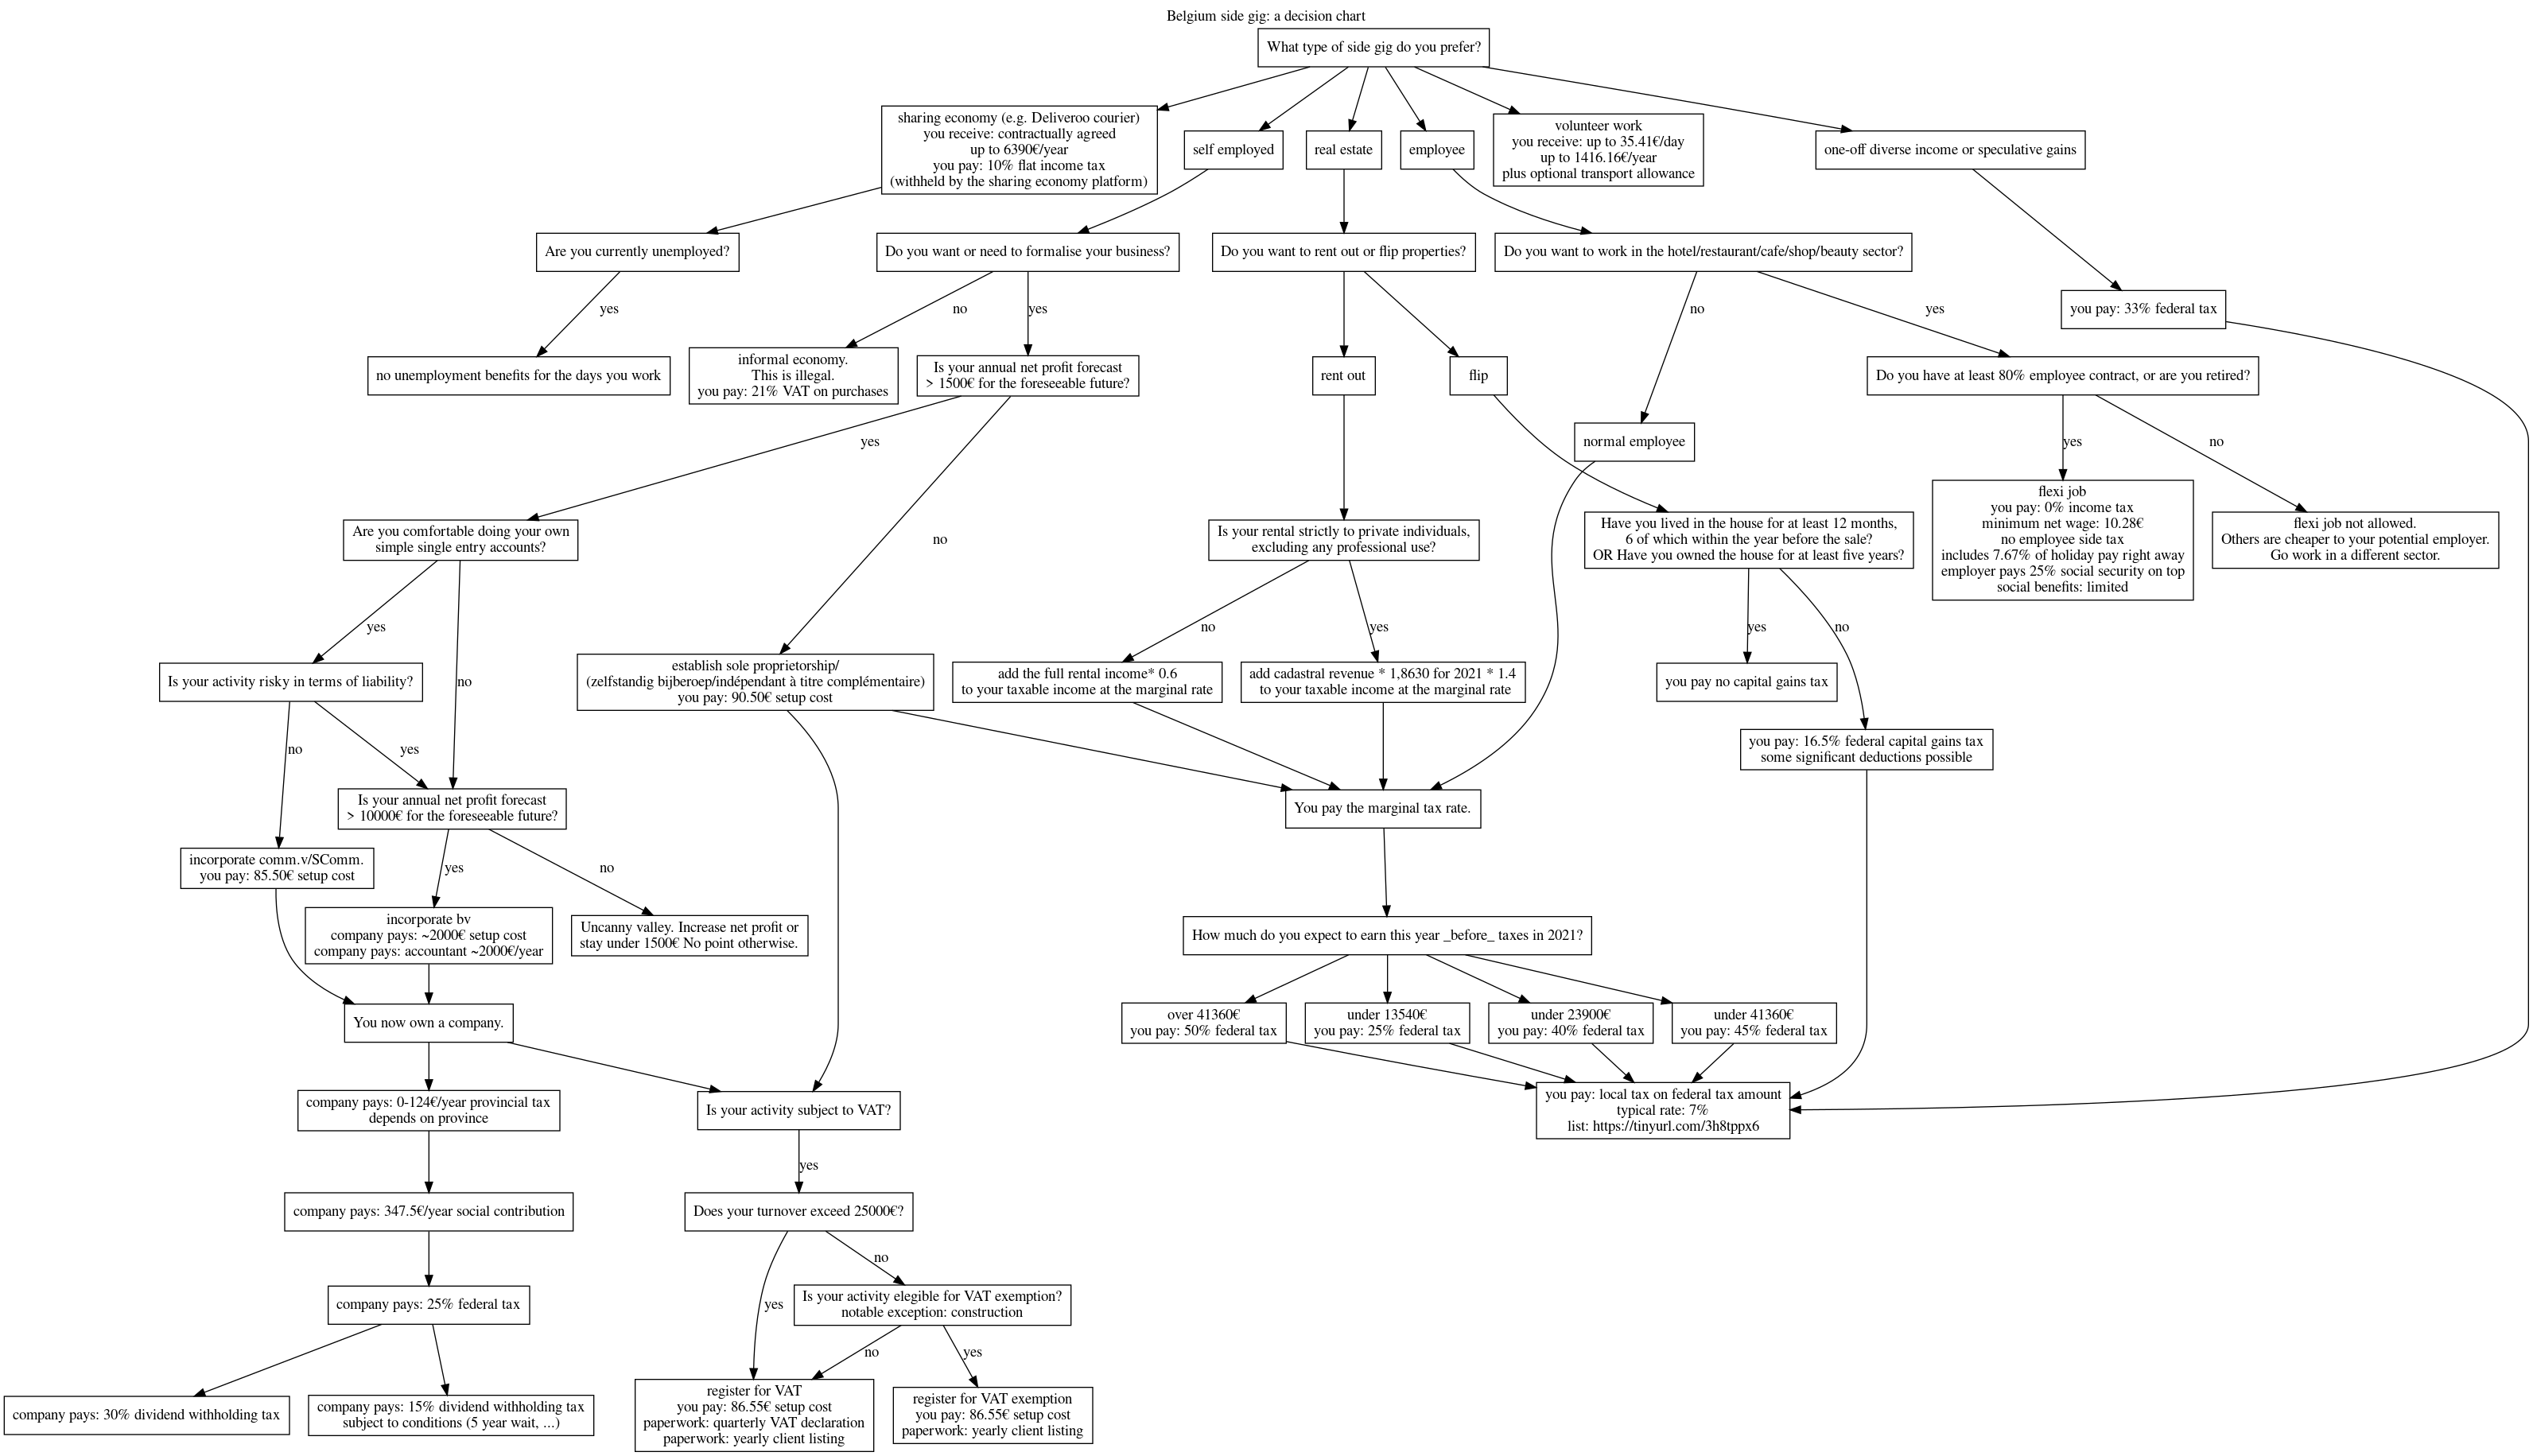 Belgium side gig: a decision chart
What type of side gig do you prefer?
sharing economy (e.g. Deliveroo courier)
you receive: contractually agreed
up to 6390€/year
you pay: 10% flat income tax
(withheld by the sharing economy platform)
self employed
real estate
employee
volunteer work
you receive: up to 35.41€/day
up to 1416.16€/year
plus optional transport allowance
one-off diverse income or speculative gains
Are you currently unemployed?
Do you want or need to formalise your business?
Do you want to rent out or flip properties?
Do you want to work in the hotel/restaurant/cafe/shop/beauty sector?
you pay: 33% federal tax
yes
no
yes
no
yes
no unemployment benefits for the days you work
informal economy.
This is illegal.
you pay: 21% VAT on purchases
Is your annual net profit forecast
> 1500€ for the foreseeable future?
rent out
flip
Do you have at least 80% employee contract, or are you retired?
yes
normal employee
yes
no
Are you comfortable doing your own
simple single entry accounts?
no
Is your rental strictly to private individuals,
excluding any professional use?
Have you lived in the house for at least 12 months,
6 of which within the year before the sale?
OR Have you owned the house for at least five years?
flexi job
you pay: 0% income tax
minimum net wage: 10.28€
no employee side tax
includes 7.67% of holiday pay right away
employer pays 25% social security on top
social benefits: limited
flexi job not allowed.
Others are cheaper to your potential employer.
Go work in a different sector.
yes
no
yes
yes
no
Is your activity risky in terms of liability?
no
establish sole proprietorship/
(zelfstandig bijberoep/indépendant à titre complémentaire)
you pay: 90.50€ setup cost
add the full rental income* 0.6
to your taxable income at the marginal rate
add cadastral revenue * 1,8630 for 2021 * 1.4
to your taxable income at the marginal rate
you pay no capital gains tax
no
yes
you pay: 16.5% federal capital gains tax
some significant deductions possible
Is your annual net profit forecast
> 10000€ for the foreseeable future?
You pay the marginal tax rate.
incorporate comm.v/SComm.
you pay: 85.50€ setup cost
yes
no
incorporate bv
company pays: ~2000€ setup cost
company pays: accountant ~2000€/year
Uncanny valley. Increase net profit or
stay under 1500€ No point otherwise.
How much do you expect to earn this year _before_ taxes in 2021?
You now own a company.
over 41360€
you pay: 50% federal tax
under 13540€
you pay: 25% federal tax
under 23900€
you pay: 40% federal tax
under 41360€
you pay: 45% federal tax
company pays: 0-124€/year provincial tax
depends on province
Is your activity subject to VAT?
you pay: local tax on federal tax amount
typical rate: 7%
list: https://tinyurl.com/3h8tppx6
yes
company pays: 347.5€/year social contribution
Does your turnover exceed 25000€?
no
company pays: 25% federal tax
yes
Is your activity elegible for VAT exemption?
notable exception: construction
no
yes
company pays: 30% dividend withholding tax
company pays: 15% dividend withholding tax
subject to conditions (5 year wait, ...)
register for VAT
you pay: 86.55€ setup cost
paperwork: quarterly VAT declaration
paperwork: yearly client listing
register for VAT exemption
you pay: 86.55€ setup cost
paperwork: yearly client listing